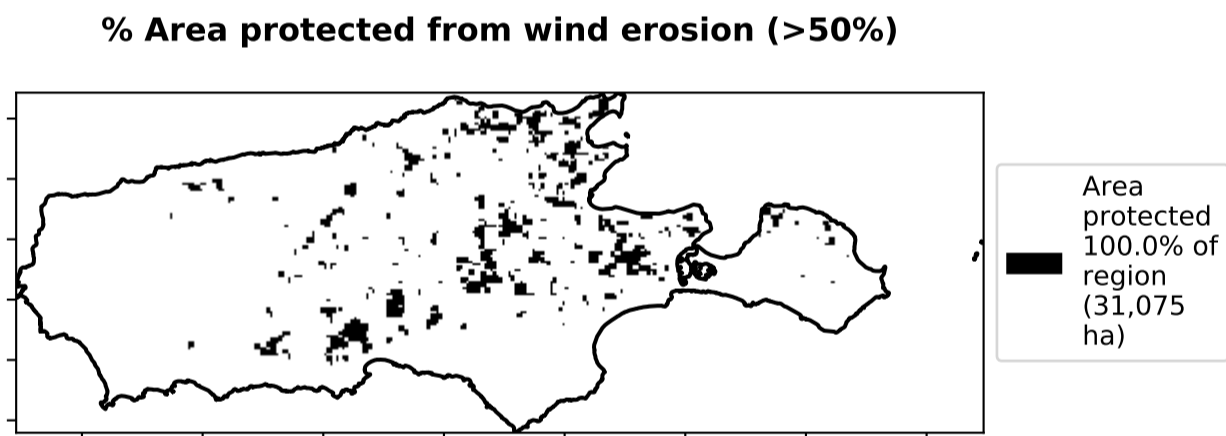 % Area protected from wind erosion (>50%)
Area
protected
100.0% of
region
(31,075
ha)